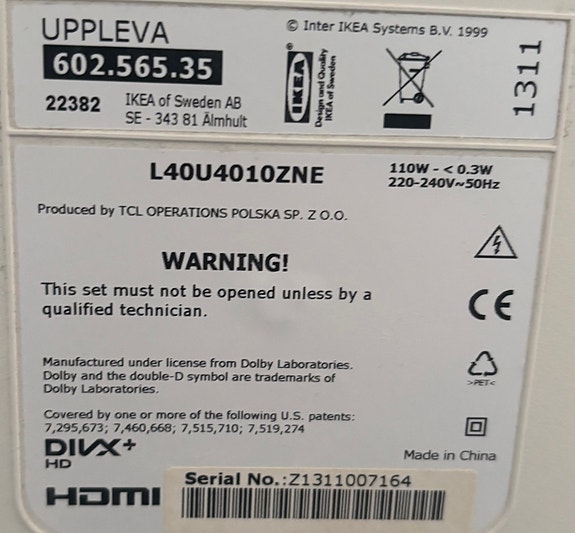 UPPLEVA
© Inter IKEA Systems B.V. 1999
602.565.35
22382
IKEA of Sweden AB
SE - 343 81 Älmhult
IKEA
®
Design and Quality
IKEA of Sweden
1311
L40U4010ZNE
110W - < 0.3W
220-240V~50Hz
Produced by TCL OPERATIONS POLSKA SP. Z O.O.
WARNING!
This set must not be opened unless by a
qualified technician.
CE
Manufactured under license from Dolby Laboratories.
Dolby and the double-D symbol are trademarks of
Dolby Laboratories.
>PET<
Covered by one or more of the following U.S. patents:
7,295,673; 7,460,668; 7,515,710; 7,519,274
DIVX+
HD
Made in China
HDMI
Serial No.:Z1311007164